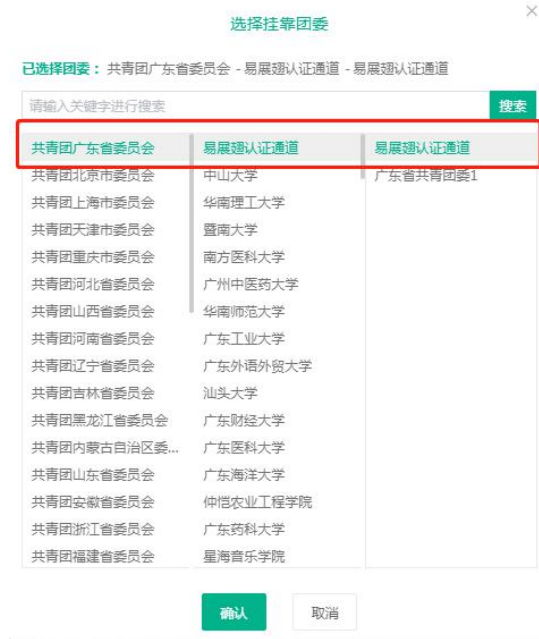 选择挂靠团委
已选择团委：共青团广东省委员会 - 易展翅认证通道 - 易展翅认证通道
请输入关键字进行搜索 搜索
共青团广东省委员会 易展翅认证通道 易展翅认证通道
共青团北京市委员会 中山大学 广东省共青团委1
共青团上海市委员会 华南理工大学
共青团天津市委员会 暨南大学
共青团重庆市委员会 南方医科大学
共青团河北省委员会 广州中医药大学
共青团山西省委员会 华南师范大学
共青团河南省委员会 广东工业大学
共青团辽宁省委员会 广东外语外贸大学
共青团吉林省委员会 汕头大学
共青团黑龙江省委员会 广东财经大学
共青团内蒙古自治区委... 广东医科大学
共青团山东省委员会 广东海洋大学
共青团安徽省委员会 仲恺农业工程学院
共青团浙江省委员会 广东药科大学
共青团福建省委员会 星海音乐学院
确认 取消